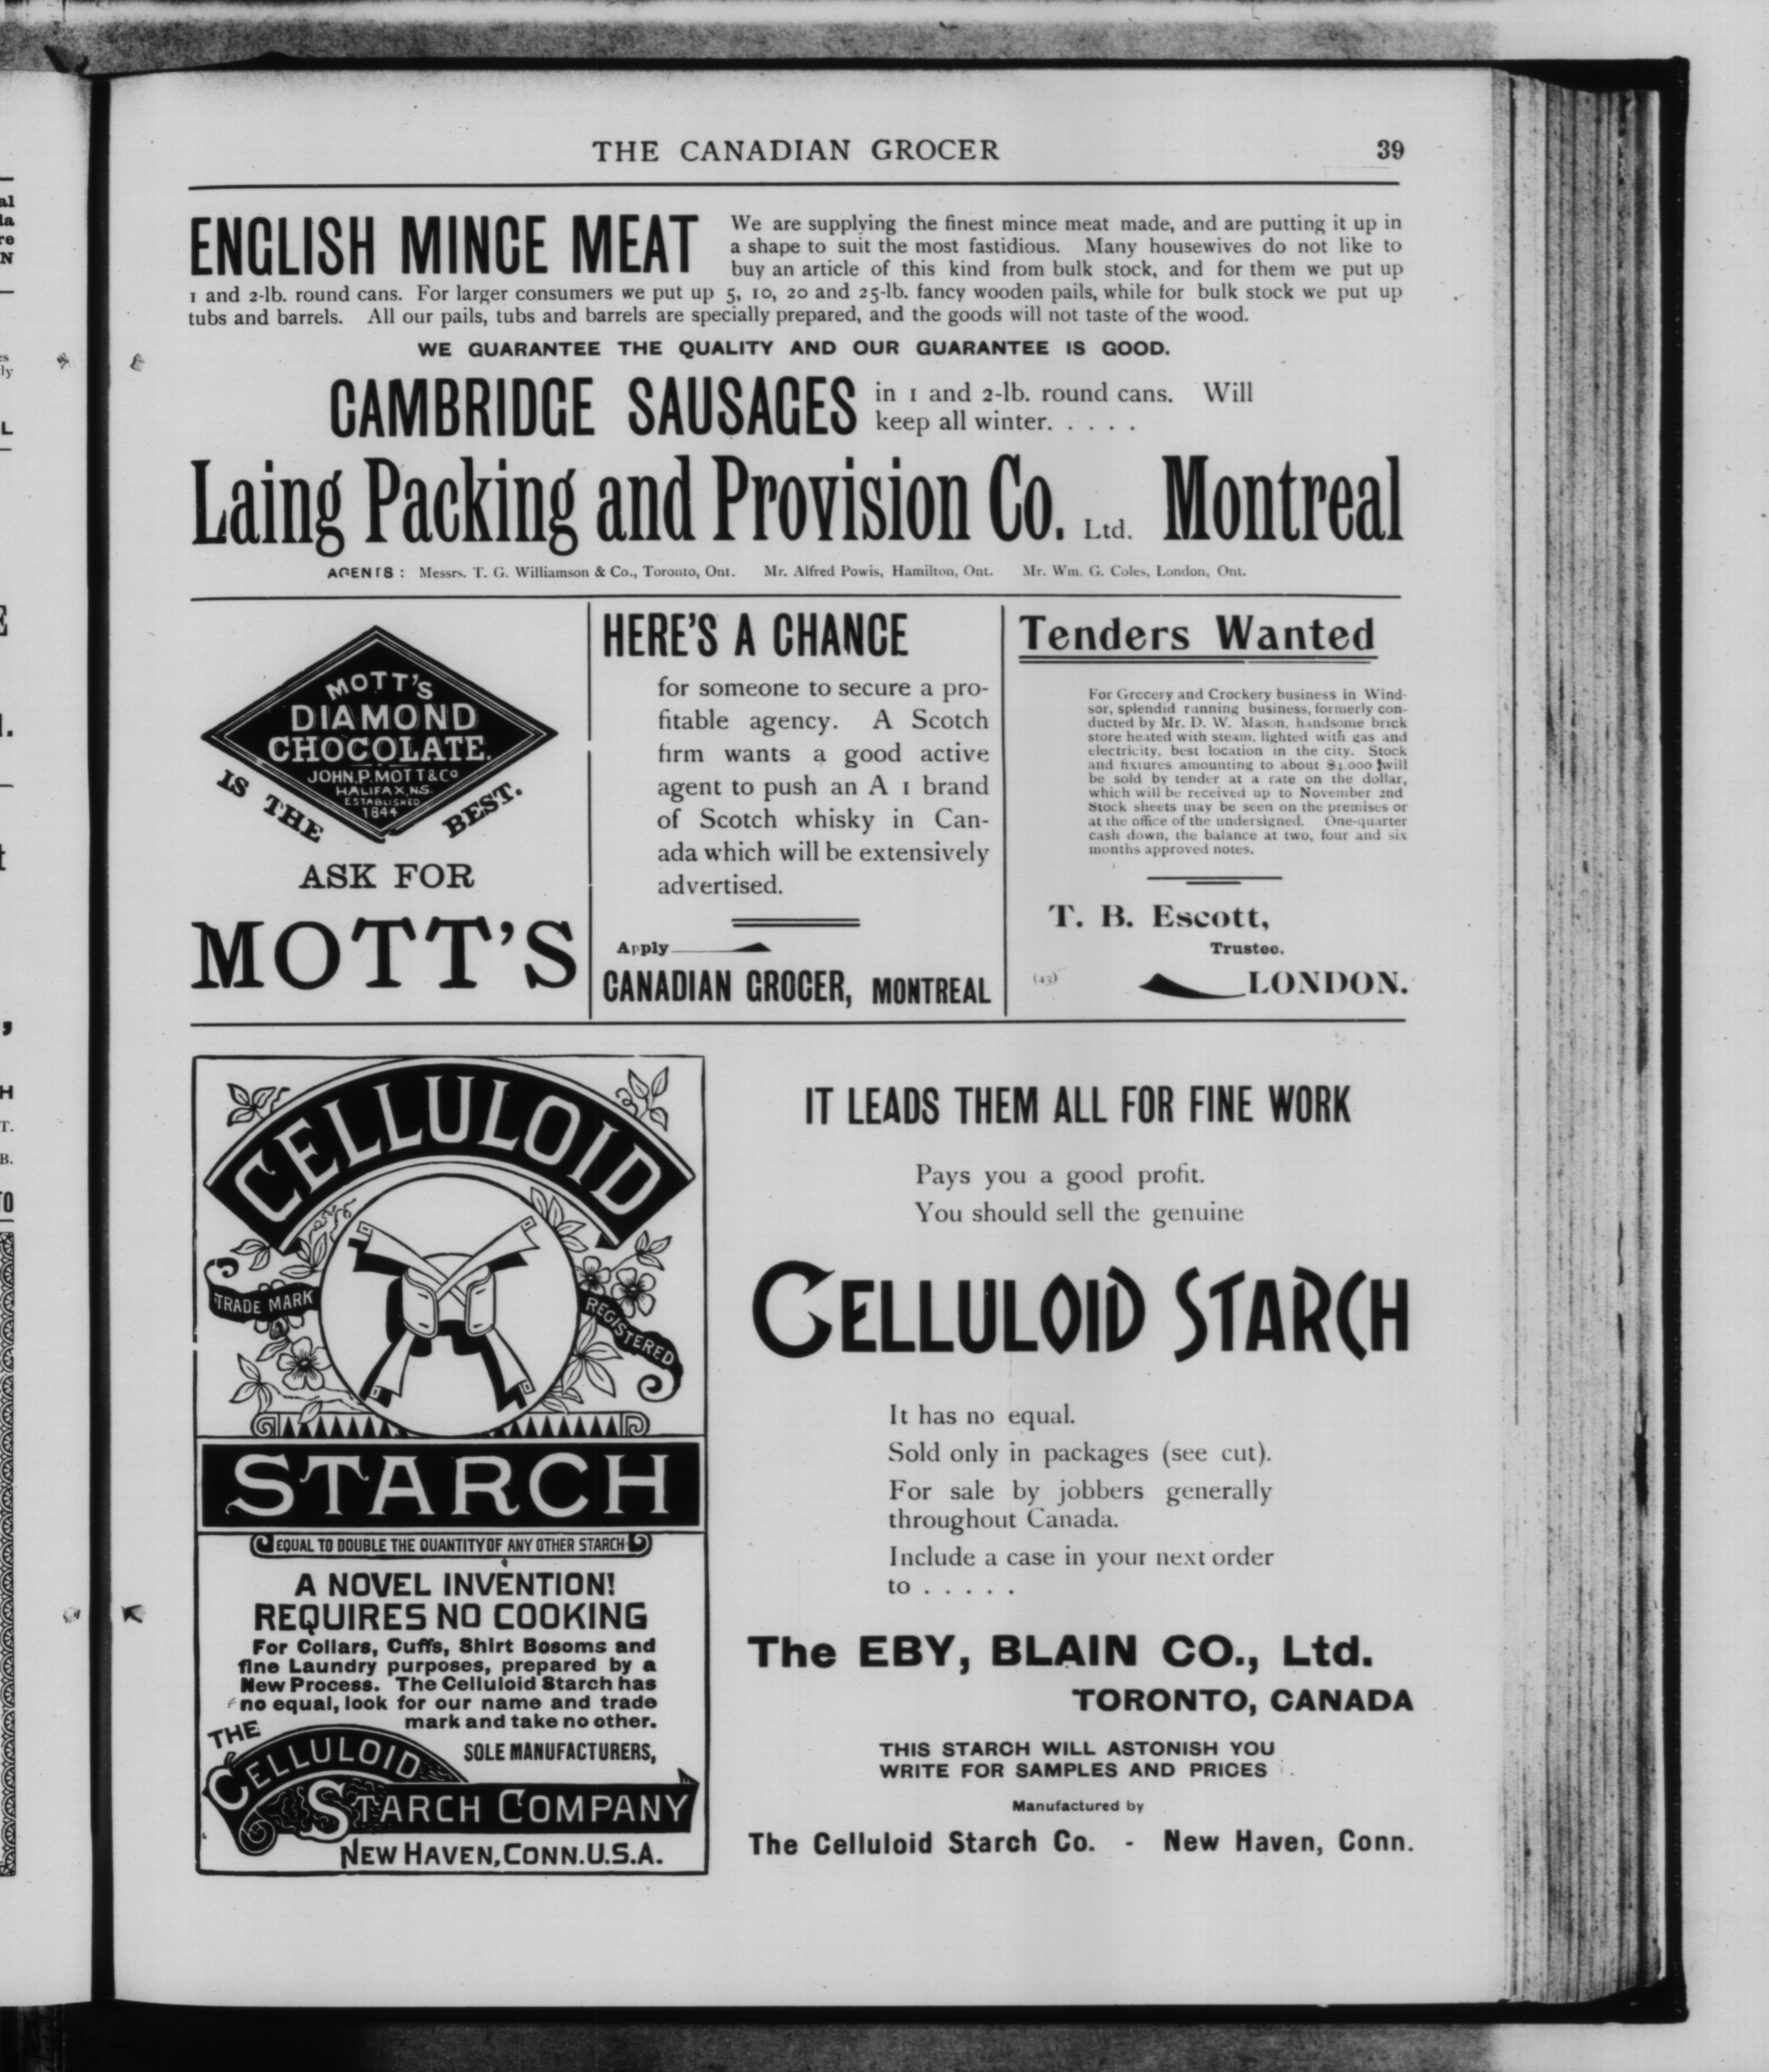 THE CANADIAN GROCER 39
ENGLISH MINCE MEAT
We are supplying the finest mince meat made, and are putting it up in
a shape to suit the most fastidious. Many housewives do not like to
buy an article of this kind from bulk stock, and for them we put up
1 and 2-lb. round cans. For larger consumers we put up 5, 10, 20 and 25-lb. fancy wooden pails, while for bulk stock we put up
tubs and barrels. All our pails, tubs and barrels are specially prepared, and the goods will not taste of the wood.
WE GUARANTEE THE QUALITY AND OUR GUARANTEE IS GOOD.
CAMBRIDGE SAUSAGES
in 1 and 2-lb. round cans. Will
keep all winter. . . . .
Laing Packing and Provision Co. Ltd. Montreal
AGENTS: Messrs. T. G. Williamson & Co., Toronto, Ont. Mr. Alfred Powis, Hamilton, Ont. Mr. Wm. G. Coles, London, Ont.
MOTT'S
DIAMOND
CHOCOLATE.
JOHN.P.MOTT&Co
HALIFAX,N.S.
ESTABLISHED
1844
IS THE BEST.
ASK FOR
MOTT'S
HERE'S A CHANCE
for someone to secure a pro-
fitable agency. A Scotch
firm wants a good active
agent to push an A 1 brand
of Scotch whisky in Can-
ada which will be extensively
advertised.
Apply
CANADIAN GROCER, MONTREAL
Tenders Wanted
For Grocery and Crockery business in Wind-
sor, splendid running business, formerly con-
ducted by Mr. D. W. Mason, handsome brick
store heated with steam, lighted with gas and
electricity, best location in the city. Stock
and fixtures amounting to about will
be sold by tender at a rate on the dollar,
which will be received up to November 2nd
Stock sheets may be seen on the premises or
at the office of the undersigned. One-quarter
cash down, the balance at two, four and six
months approved notes.
T. B. Escott,
Trustee.
(43)
LONDON.
CELLULOID
TRADE MARK
REGISTERED
STARCH
EQUAL TO DOUBLE THE QUANTITY OF ANY OTHER STARCH
A NOVEL INVENTION!
REQUIRES NO COOKING
For Collars, Cuffs, Shirt Bosoms and
fine Laundry purposes, prepared by a
New Process. The Celluloid Starch has
no equal, look for our name and trade
mark and take no other.
SOLE MANUFACTURERS,
THE
CELLULOID
STARCH COMPANY
NEW HAVEN, CONN. U.S.A.
IT LEADS THEM ALL FOR FINE WORK
Pays you a good profit.
You should sell the genuine
CELLULOID STARCH
It has no equal.
Sold only in packages (see cut).
For sale by jobbers generally
throughout Canada.
Include a case in your next order
to . . . . .
The EBY, BLAIN CO., Ltd.
TORONTO, CANADA
THIS STARCH WILL ASTONISH YOU
WRITE FOR SAMPLES AND PRICES
Manufactured by
The Celluloid Starch Co. - New Haven, Conn.